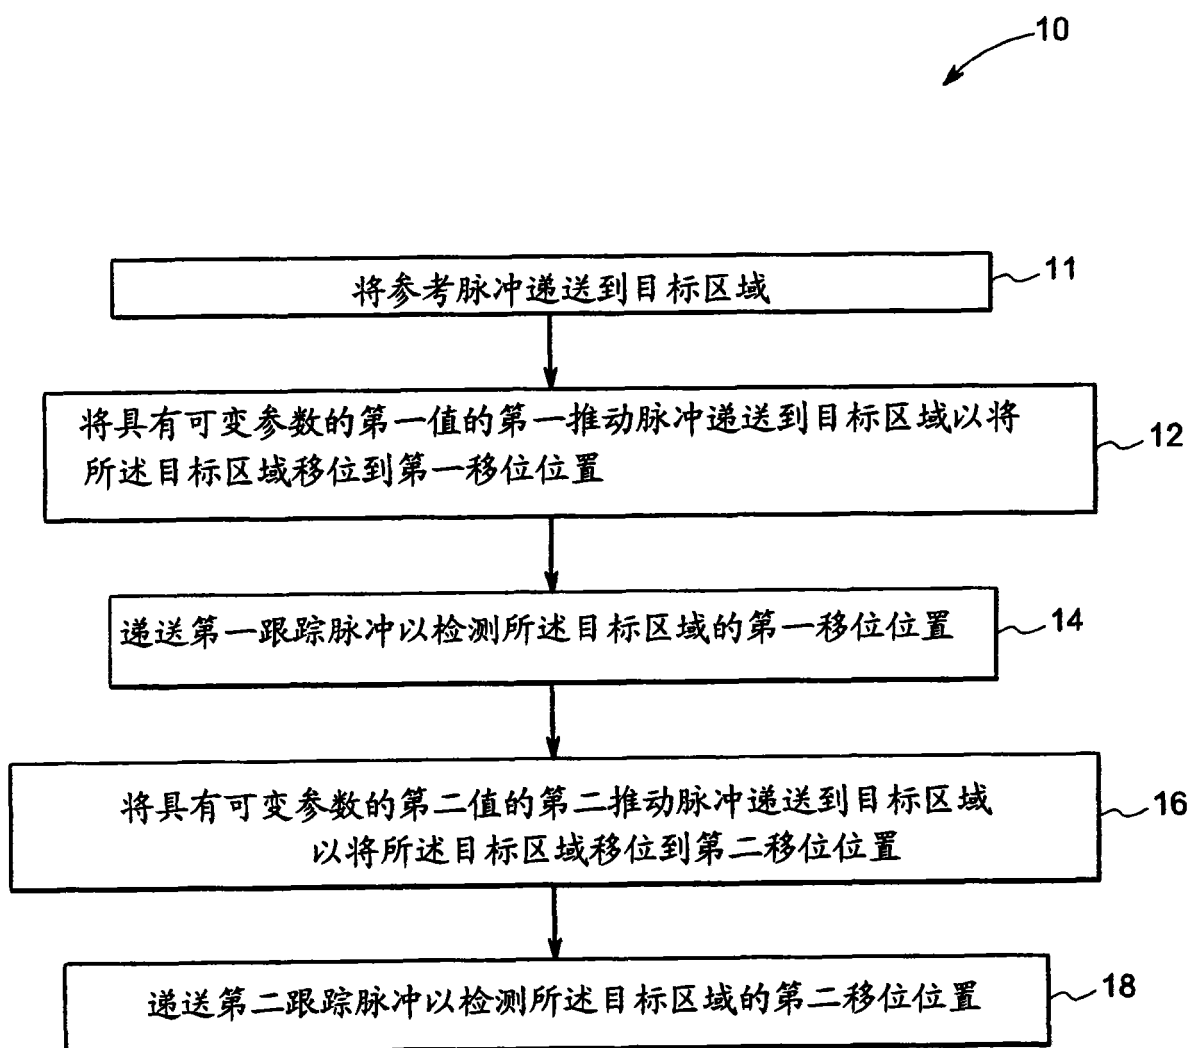 10
将参考脉冲递送到目标区域
11
将具有可变参数的第一值的第一推动脉冲递送到目标区域以将
所述目标区域移位到第一移位位置
12
递送第一跟踪脉冲以检测所述目标区域的第一移位位置
14
将具有可变参数的第二值的第二推动脉冲递送到目标区域
以将所述目标区域移位到第二移位位置
16
递送第二跟踪脉冲以检测所述目标区域的第二移位位置
18